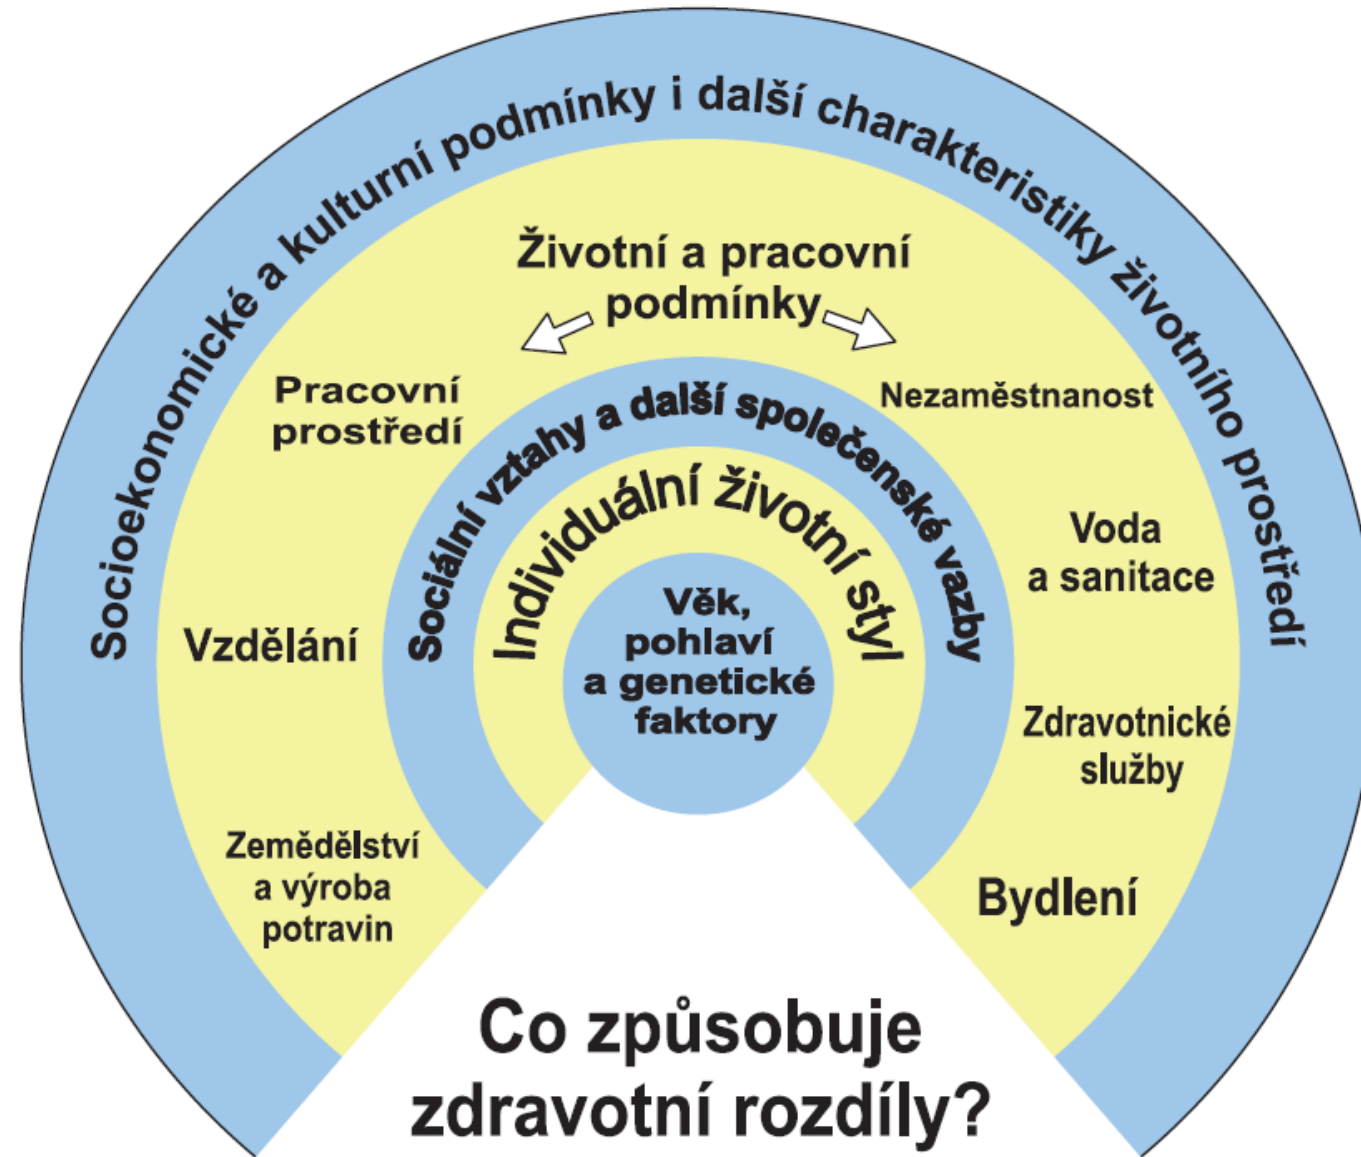 Socioekonomické a kulturní podmínky i další charakteristiky životního prostředí
Životní a pracovní
podmínky
Pracovní
prostředí
Nezaměstnanost
Sociální vztahy a další společenské vazby
Individuální životní styl
Voda
a sanitace
Věk,
pohlaví
a genetické
faktory
Vzdělání
Zdravotnické
služby
Zemědělství
a výroba
potravin
Bydlení
Co způsobuje
zdravotní rozdíly?